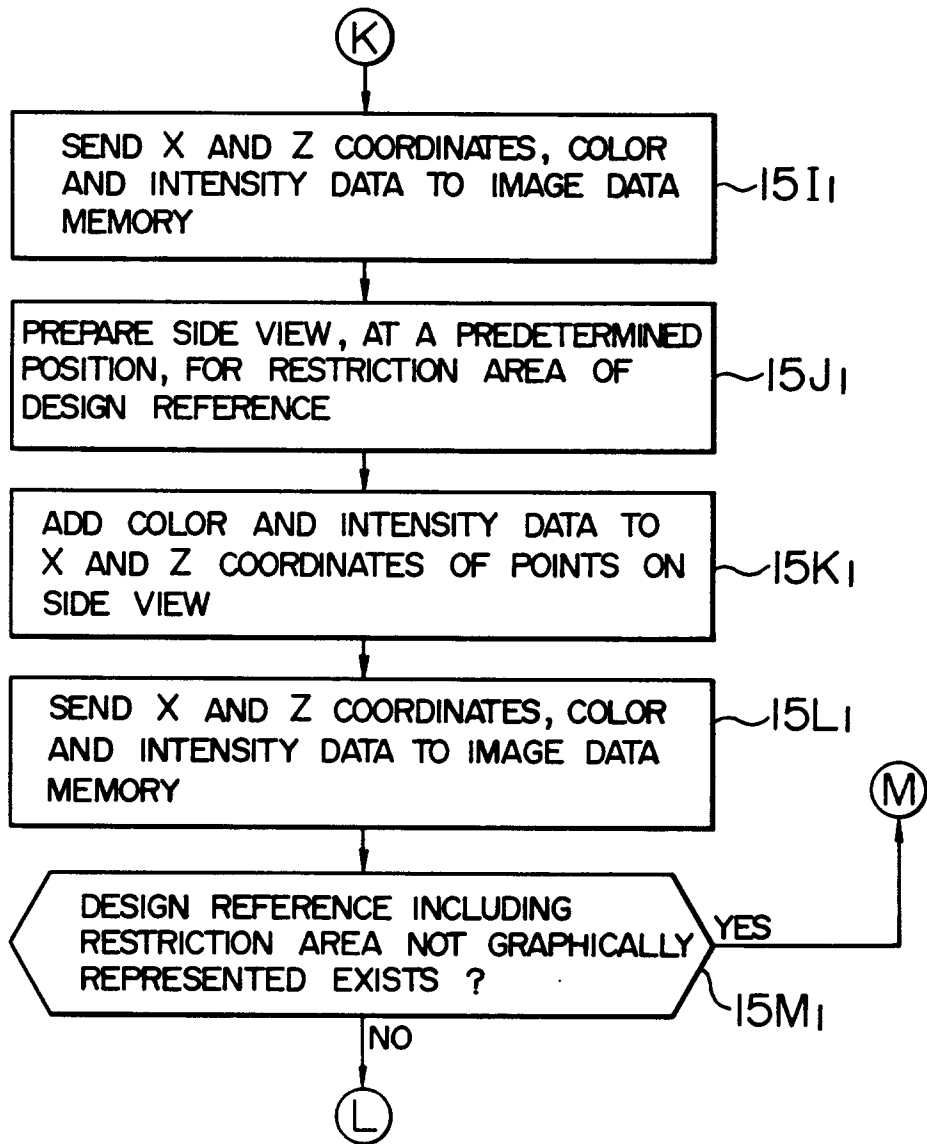 K
SEND X AND Z COORDINATES, COLOR
AND INTENSITY DATA TO IMAGE DATA
MEMORY
15I1
PREPARE SIDE VIEW, AT A PREDETERMINED
POSITION, FOR RESTRICTION AREA OF
DESIGN REFERENCE
15J1
ADD COLOR AND INTENSITY DATA TO
X AND Z COORDINATES OF POINTS ON
SIDE VIEW
15K1
SEND X AND Z COORDINATES, COLOR
AND INTENSITY DATA TO IMAGE DATA
MEMORY
15L1
M
DESIGN REFERENCE INCLUDING
RESTRICTION AREA NOT GRAPHICALLY
REPRESENTED EXISTS ?
YES
15M1
NO
L